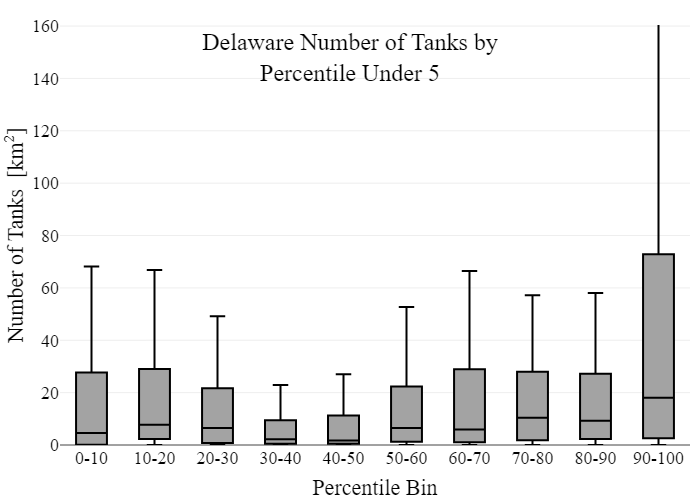 Delaware Number of Tanks by
Percentile Under 5
Number of Tanks [km²]
160
140
120
100
80
60
40
20
0
0-10 10-20 20-30 30-40 40-50 50-60 60-70 70-80 80-90 90-100
Percentile Bin